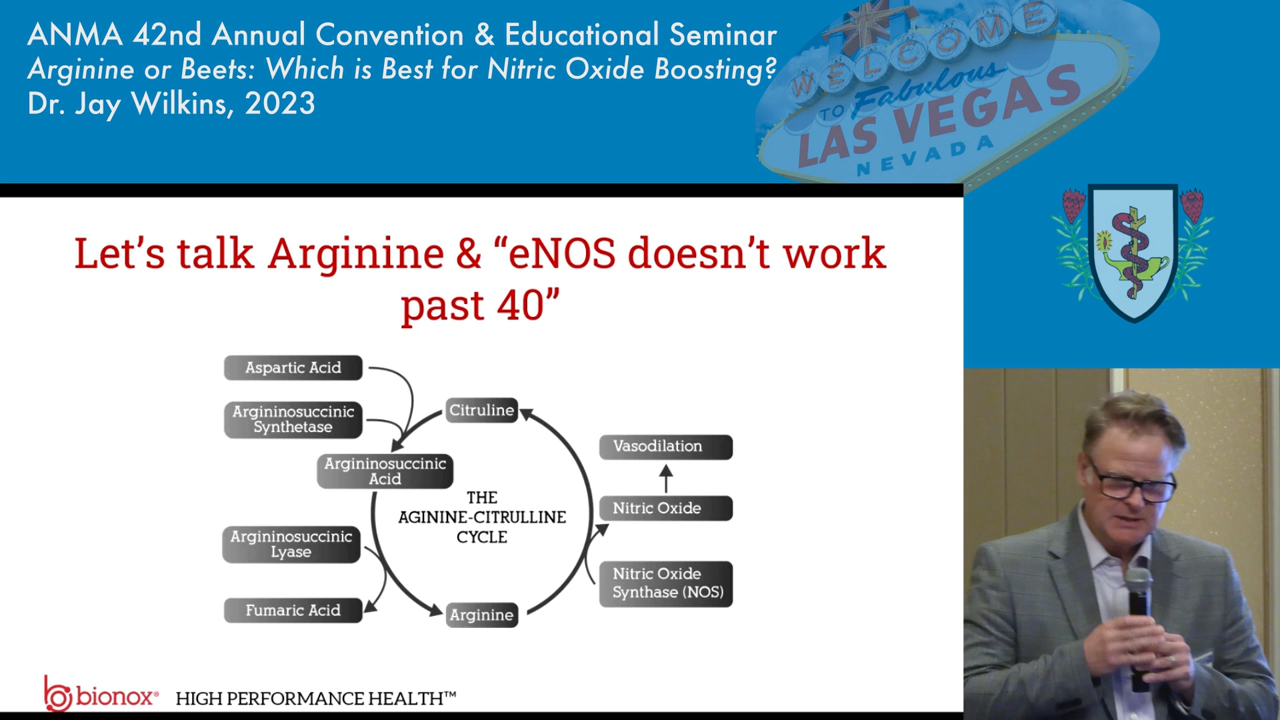 ANMA 42nd Annual Convention & Educational Seminar
Arginine or Beets: Which is Best for Nitric Oxide Boosting?
Dr. Jay Wilkins, 2023
WELCOME
TO Fabulous
LAS VEGAS
NEVADA
Let’s talk Arginine & “eNOS doesn’t work
past 40”
Aspartic Acid
Argininosuccinic
Synthetase
Citruline
Argininosuccinic
Acid
THE
AGININE-CITRULLINE
CYCLE
Vasodilation
Nitric Oxide
Argininosuccinic
Lyase
Nitric Oxide
Synthase (NOS)
Fumaric Acid
Arginine
bionox®
HIGH PERFORMANCE HEALTH™